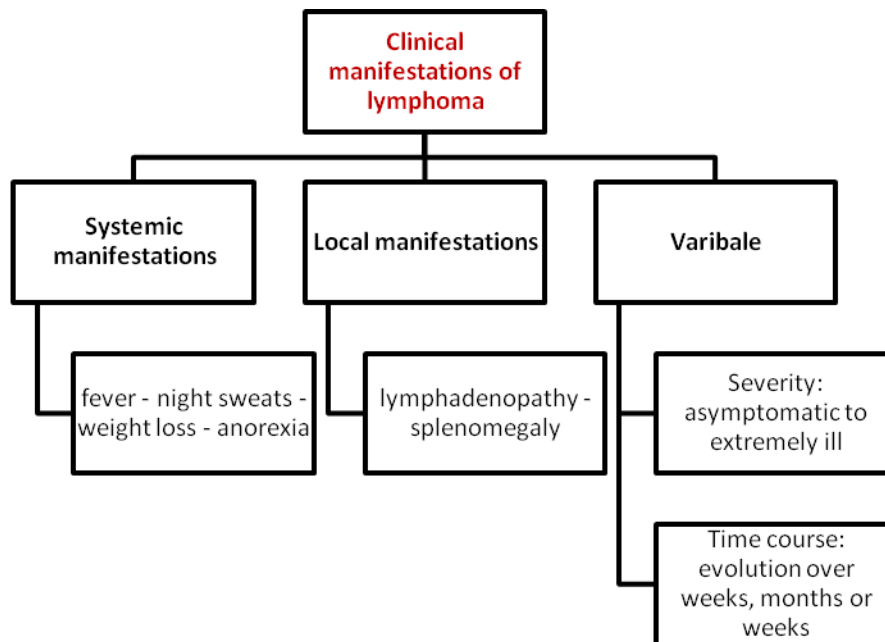 Clinical
manifestations of
lymphoma
Systemic
manifestations
Local manifestations
Varibale
fever - night sweats -
weight loss - anorexia
lymphadenopathy -
splenomegaly
Severity:
asymptomatic to
extremely ill
Time course:
evolution over
weeks, months or
weeks